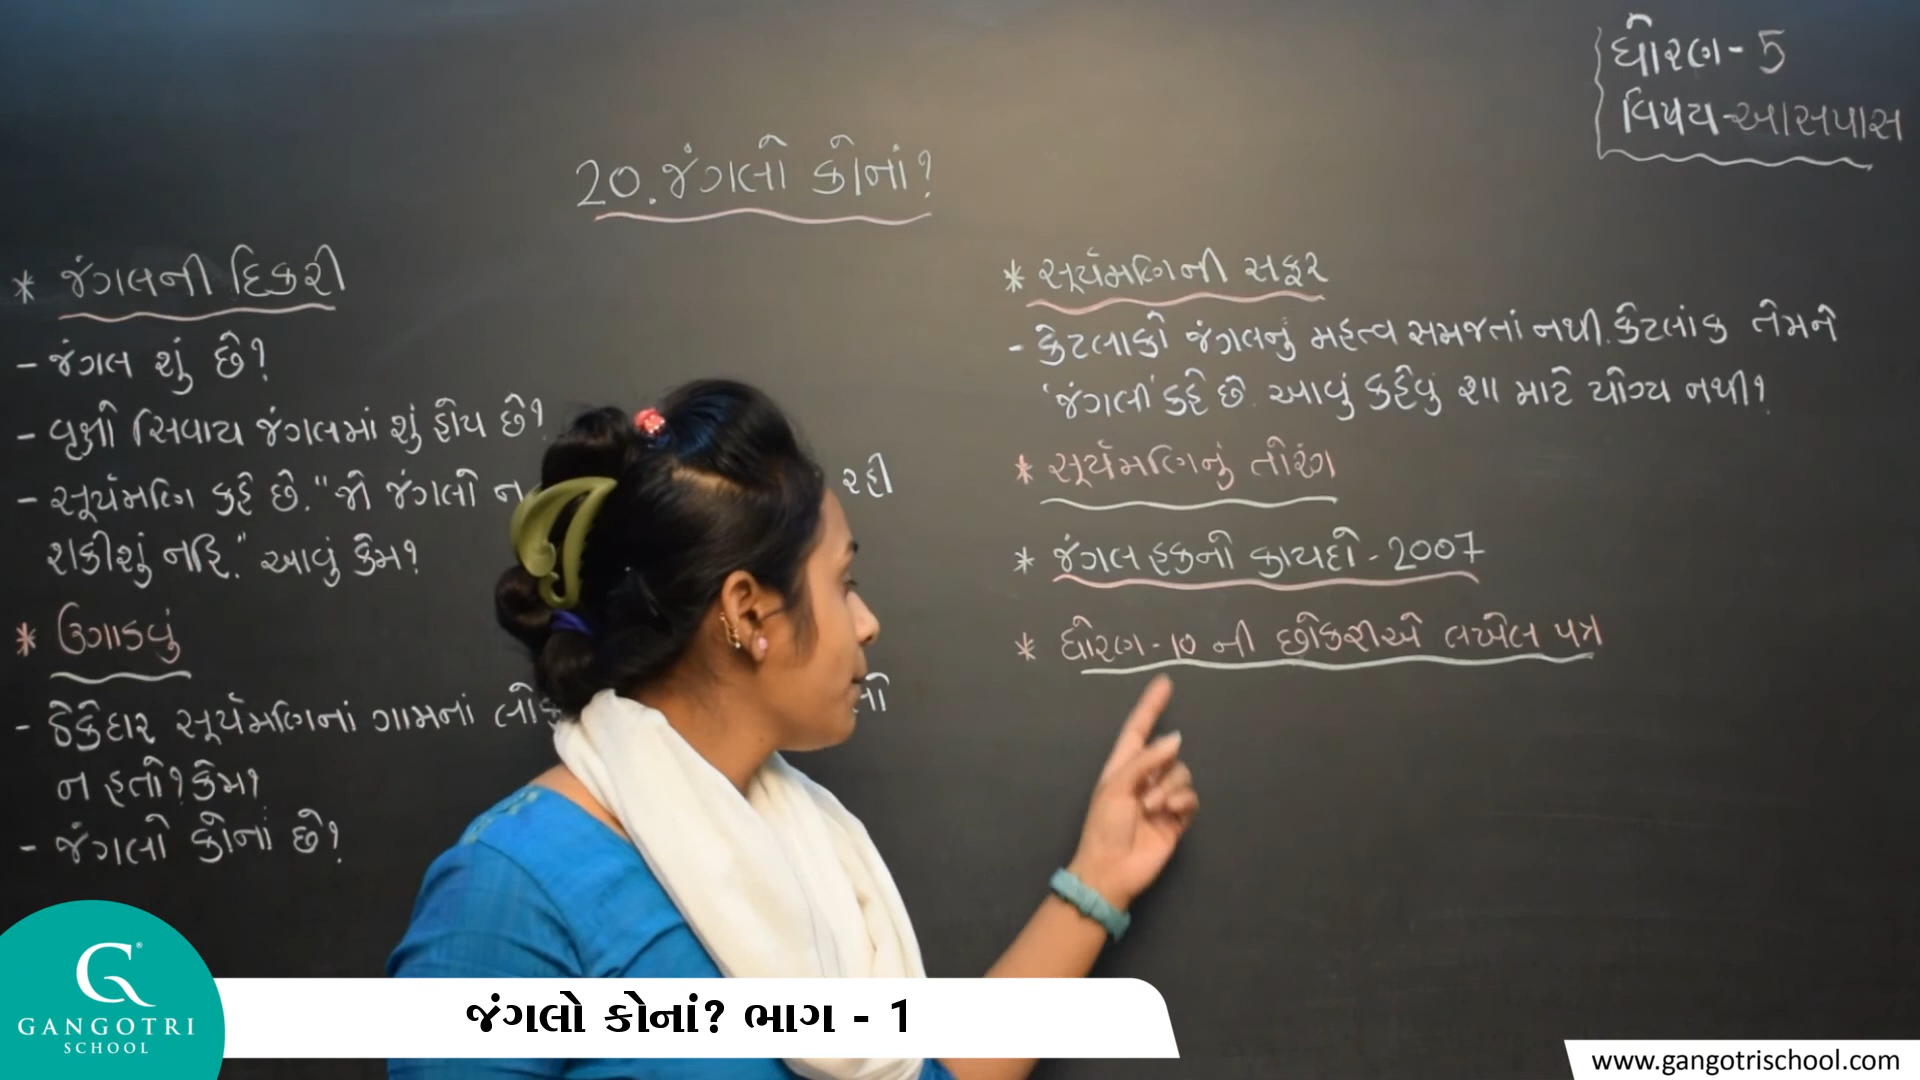 ધોરણ- 5
વિષય-આસપાસ
20. જંગલો કોનાં?
* જંગલની દિકરી
- જંગલ શું છે?
- વૃક્ષો સિવાય જંગલમાં શું હોય છે?
- સૂર્યમણિ કહે છે. "જો જંગલો ન રહી
શકીશું નહિ." આવું કેમ?
* ઉગાડવું
- ઠેકેદાર સૂર્યમણિનાં ગામનાં
ન હતો? કેમ?
- જંગલો કોનાં છે?
* સૂર્યમણિની સફર
- કેટલાકો જંગલનું મહત્વ સમજતાં નથી. કેટલાંક તેમને
'જંગલી' કહે છે. આવું કહેવું શા માટે યોગ્ય નથી?
* સૂર્યમણિનું તોરંગ
* જંગલ હકનો કાયદો - 2007
* ધોરણ-10 ની છોકરીએ લખેલ પત્ર
G
GANGOTRI
SCHOOL
જંગલો કોનાં? ભાગ - 1
www.gangotrischool.com